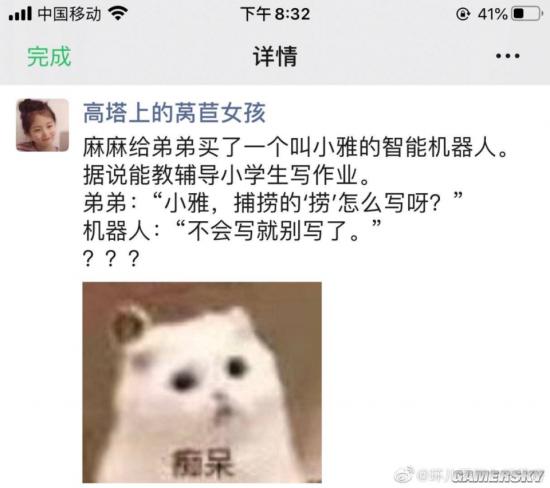 中国移动
下午 8:32
41%
完成
详情
高塔上的莴苣女孩
麻麻给弟弟买了一个叫小雅的智能机器人。
据说能教辅导小学生写作业。
弟弟：“小雅，捕捞的‘捞’怎么写呀？”
机器人：“不会写就别写了。”
？？？
痴呆
GAMERSKY